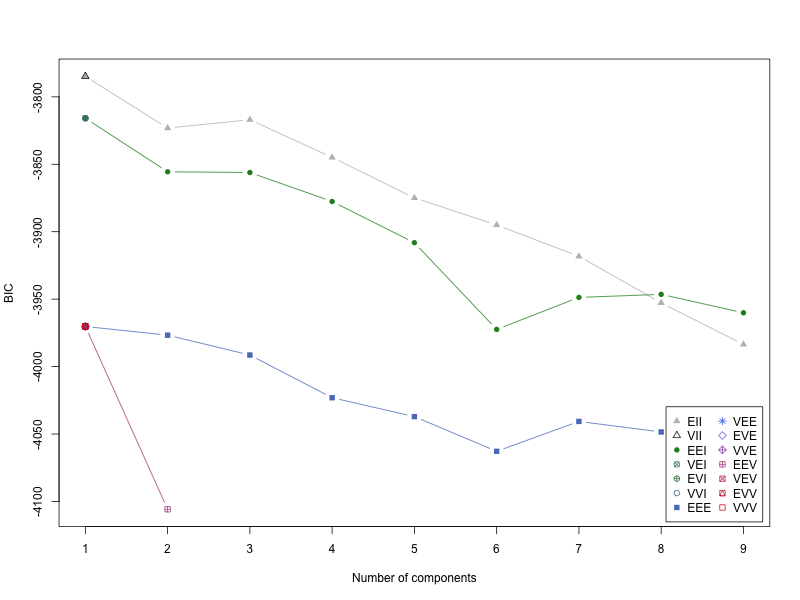 BIC
-3800
-3850
-3900
-3950
-4000
-4050
-4100
1 2 3 4 5 6 7 8 9
Number of components
EII VEE
VII EVE
EEI VVE
VEI EEV
EVI VEV
VVI EVV
EEE VVV